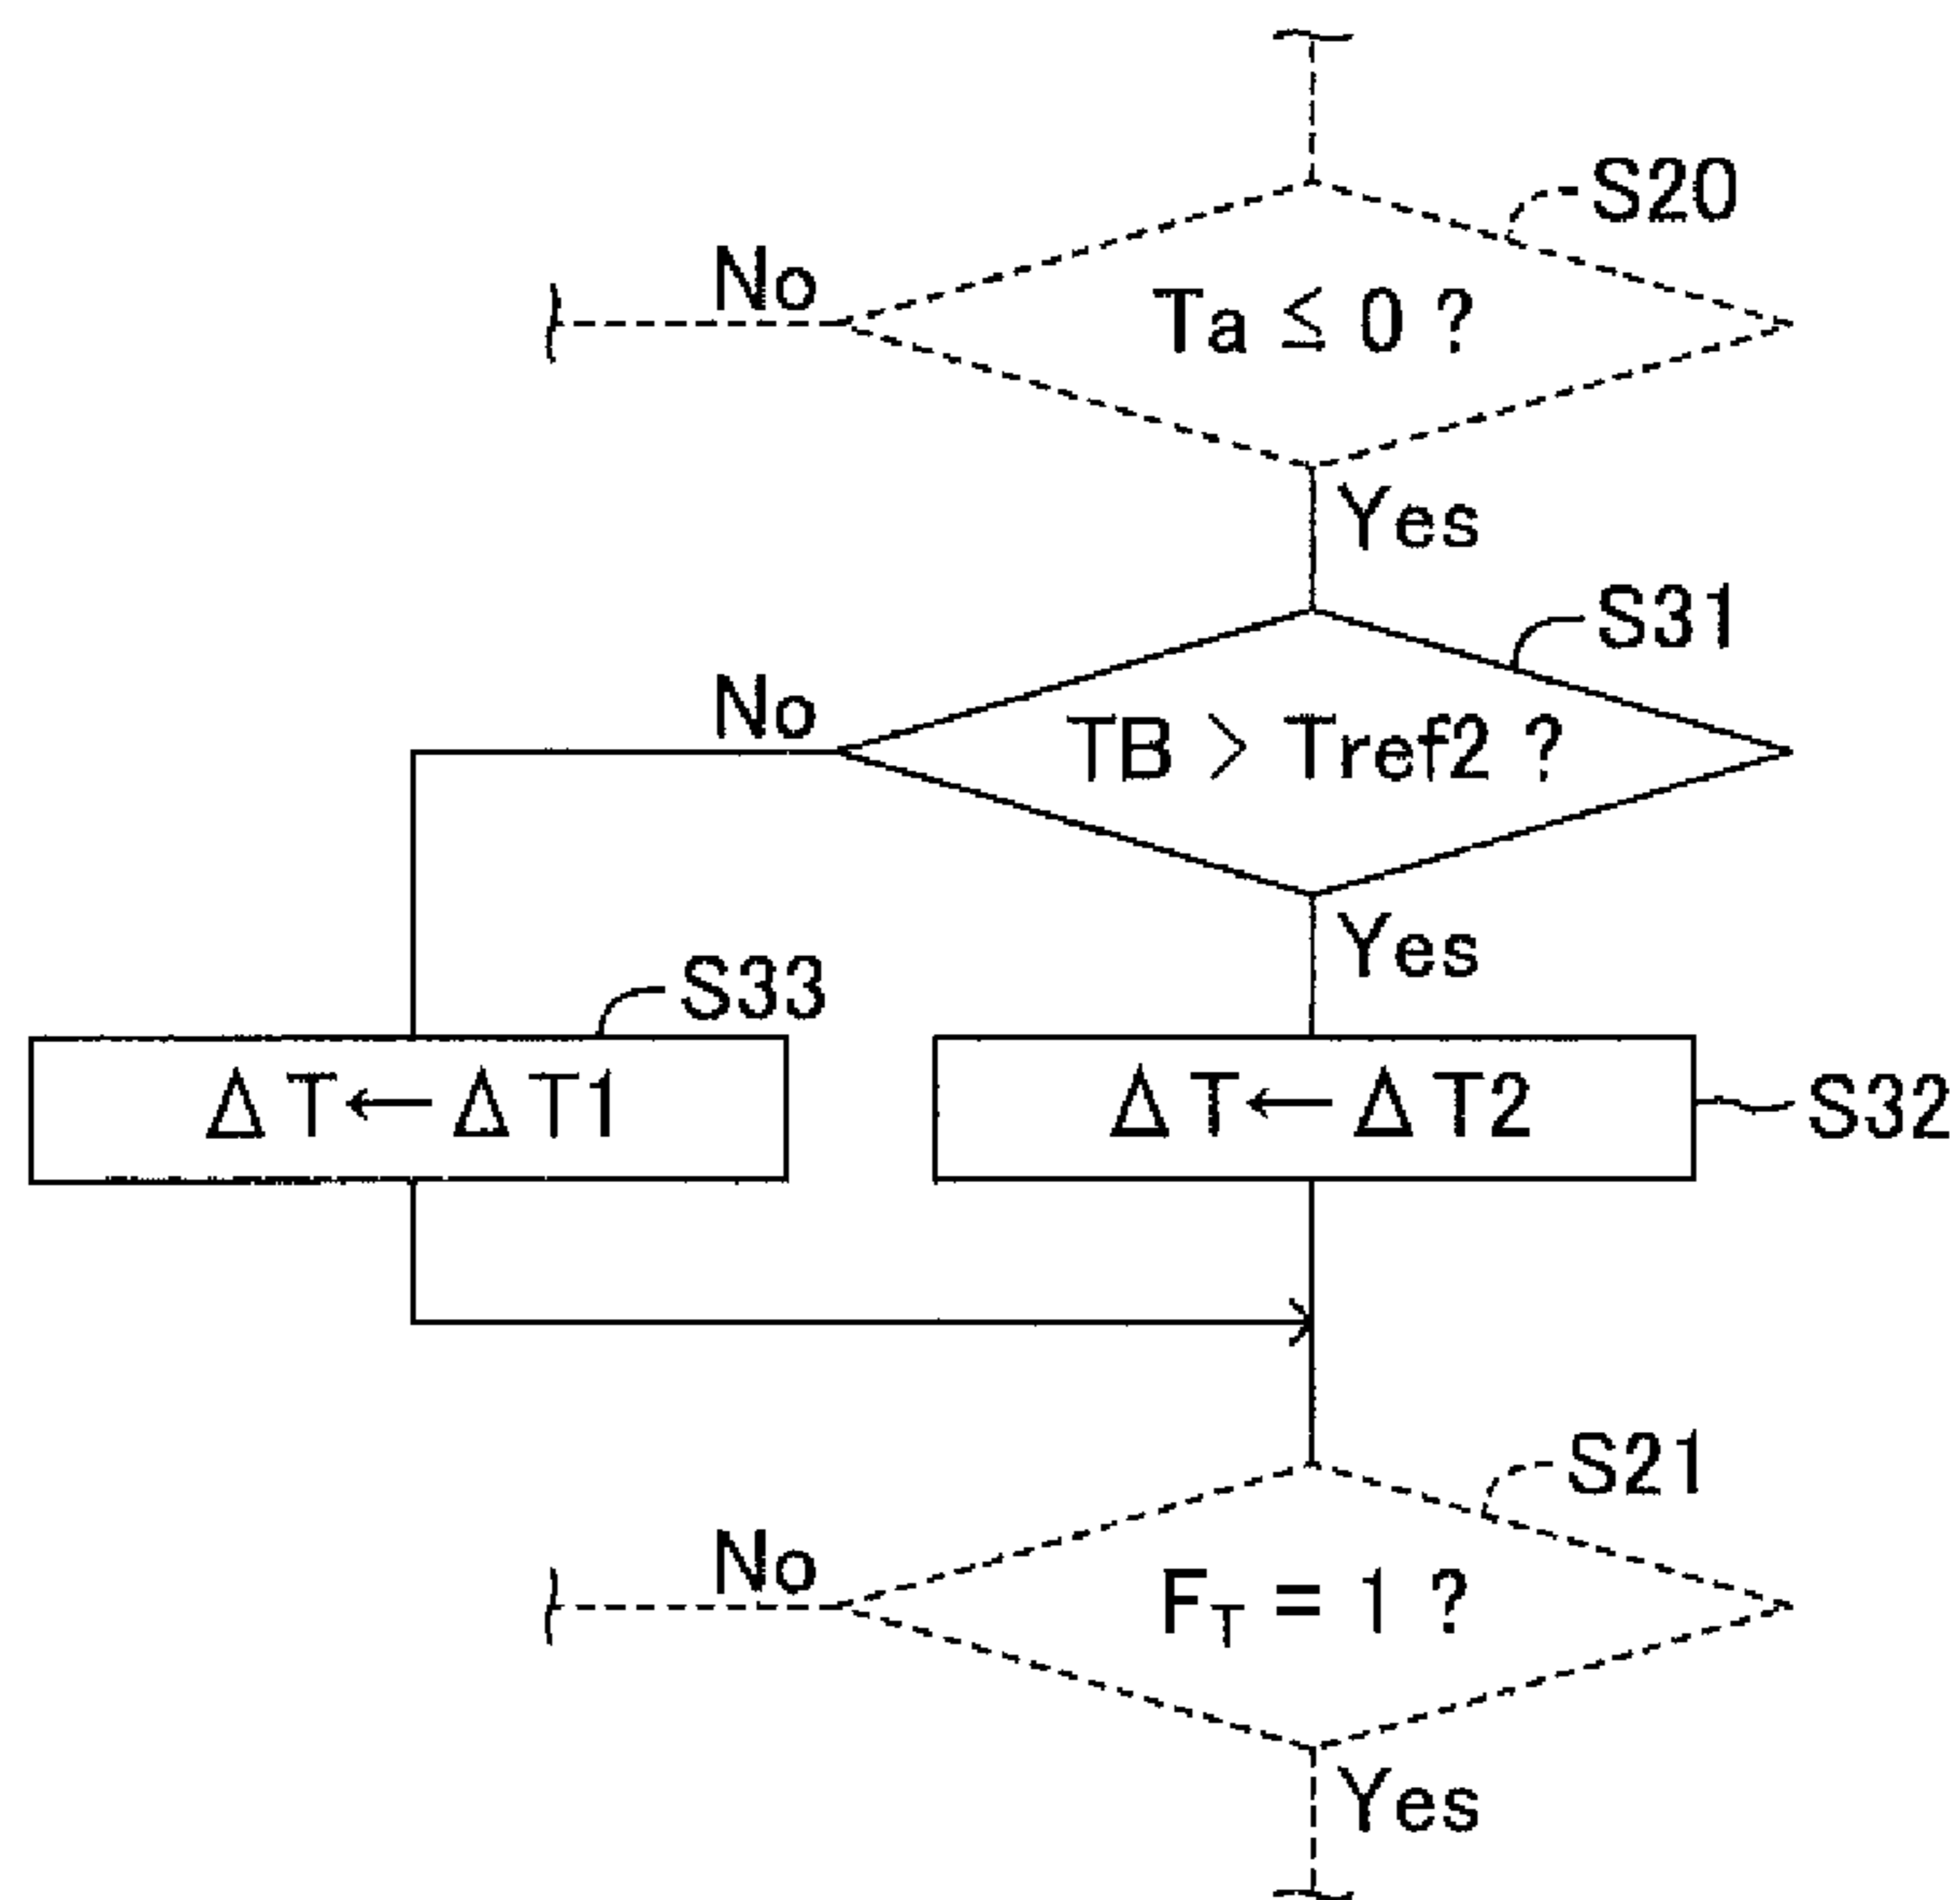 S20
No
Ta ≦ 0 ?
Yes
S31
No
TB > Tref2 ?
Yes
S33
ΔT←ΔT1
ΔT←ΔT2
S32
S21
No
F_T = 1 ?
Yes